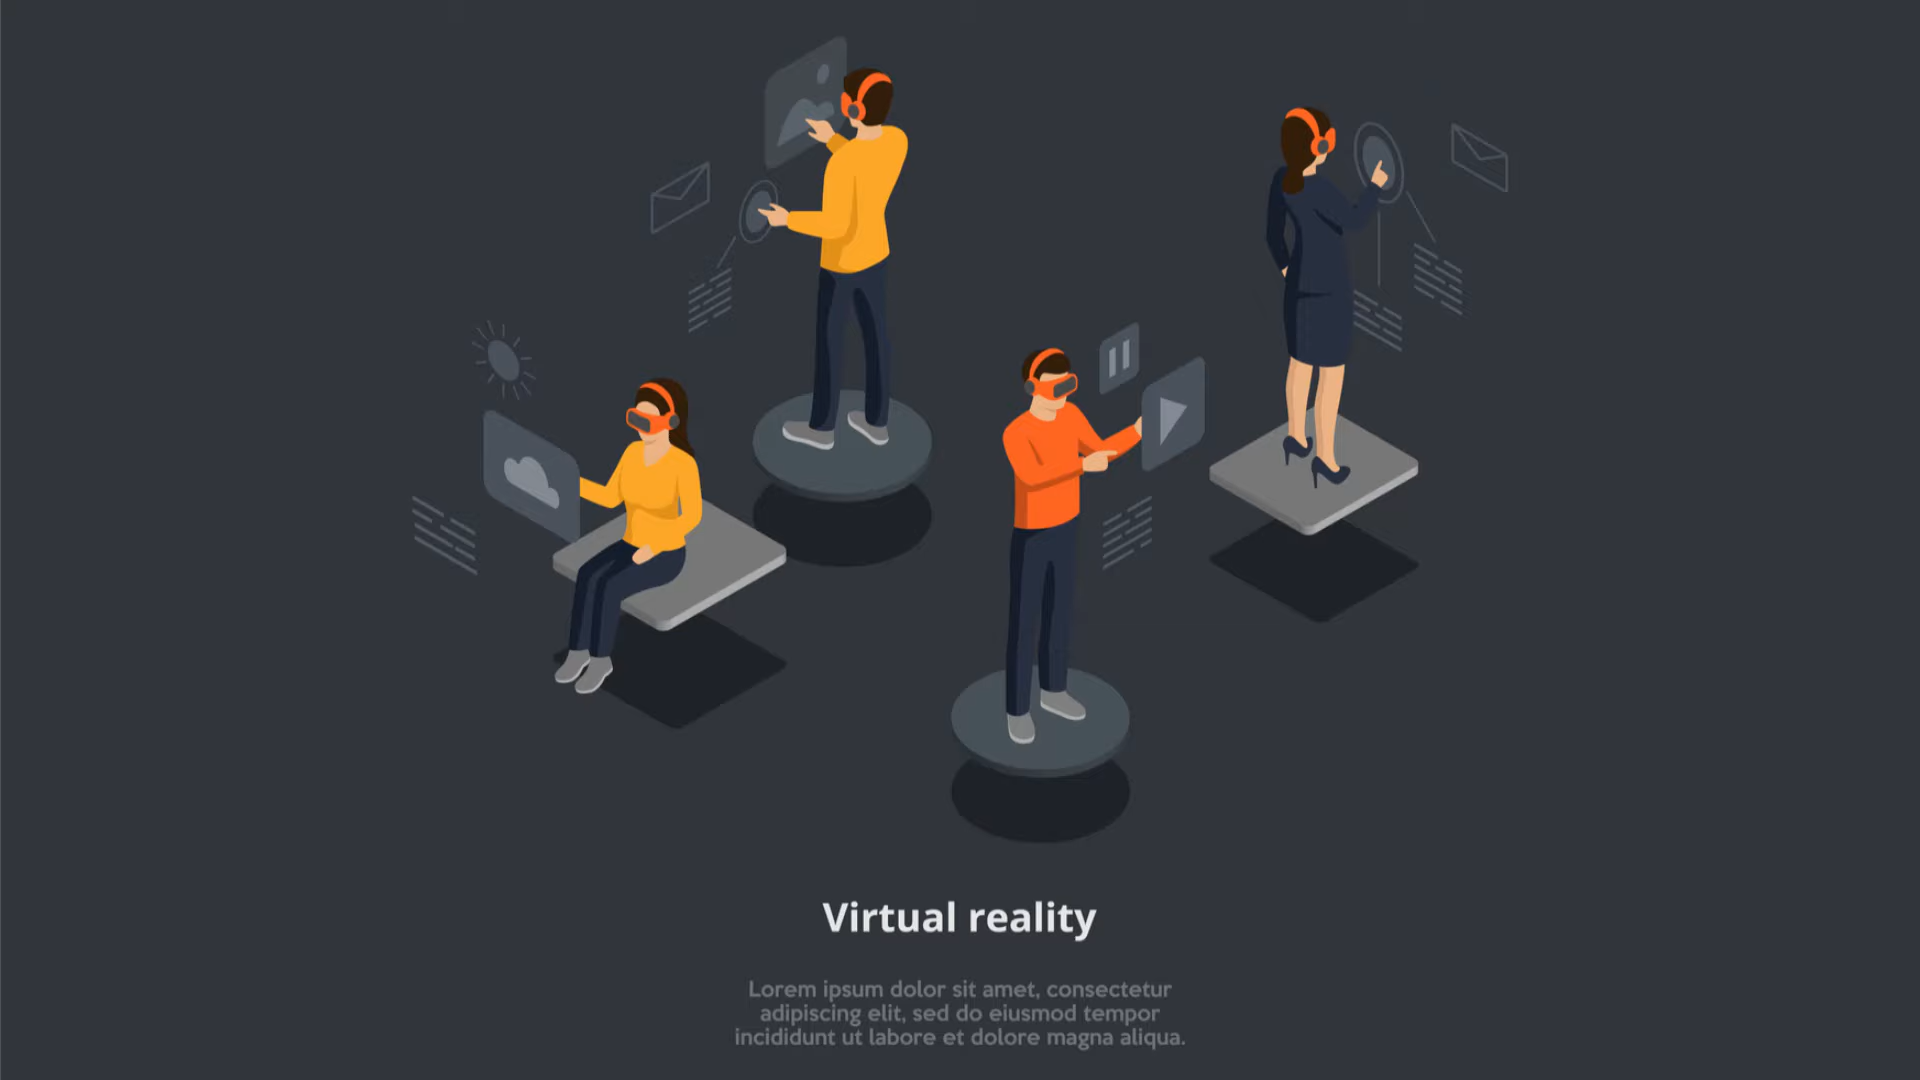 Virtual reality
Lorem ipsum dolor sit amet, consectetur
adipiscing elit, sed do eiusmod tempor
incididunt ut labore et dolore magna aliqua.